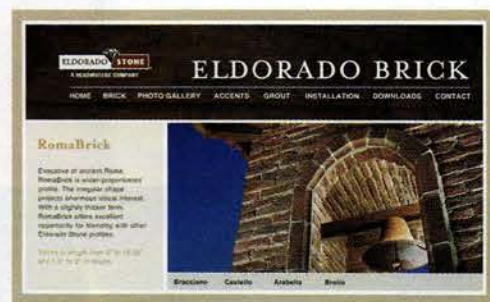 ELDORADO STONE
A HEADWATERS COMPANY
ELDORADO BRICK
HOME BRICK PHOTO GALLERY ACCENTS GROUT INSTALLATION DOWNLOADS CONTACT
RomaBrick
Evocative of ancient Rome,
RomaBrick is wider-proportioned
profile. The irregular shape
projects enormous visual interest.
With a slightly thicker form,
RomaBrick offers excellent
opportunity for blending with other
Eldorado Stone profiles.
Bracciano Castello Arabella Brolio